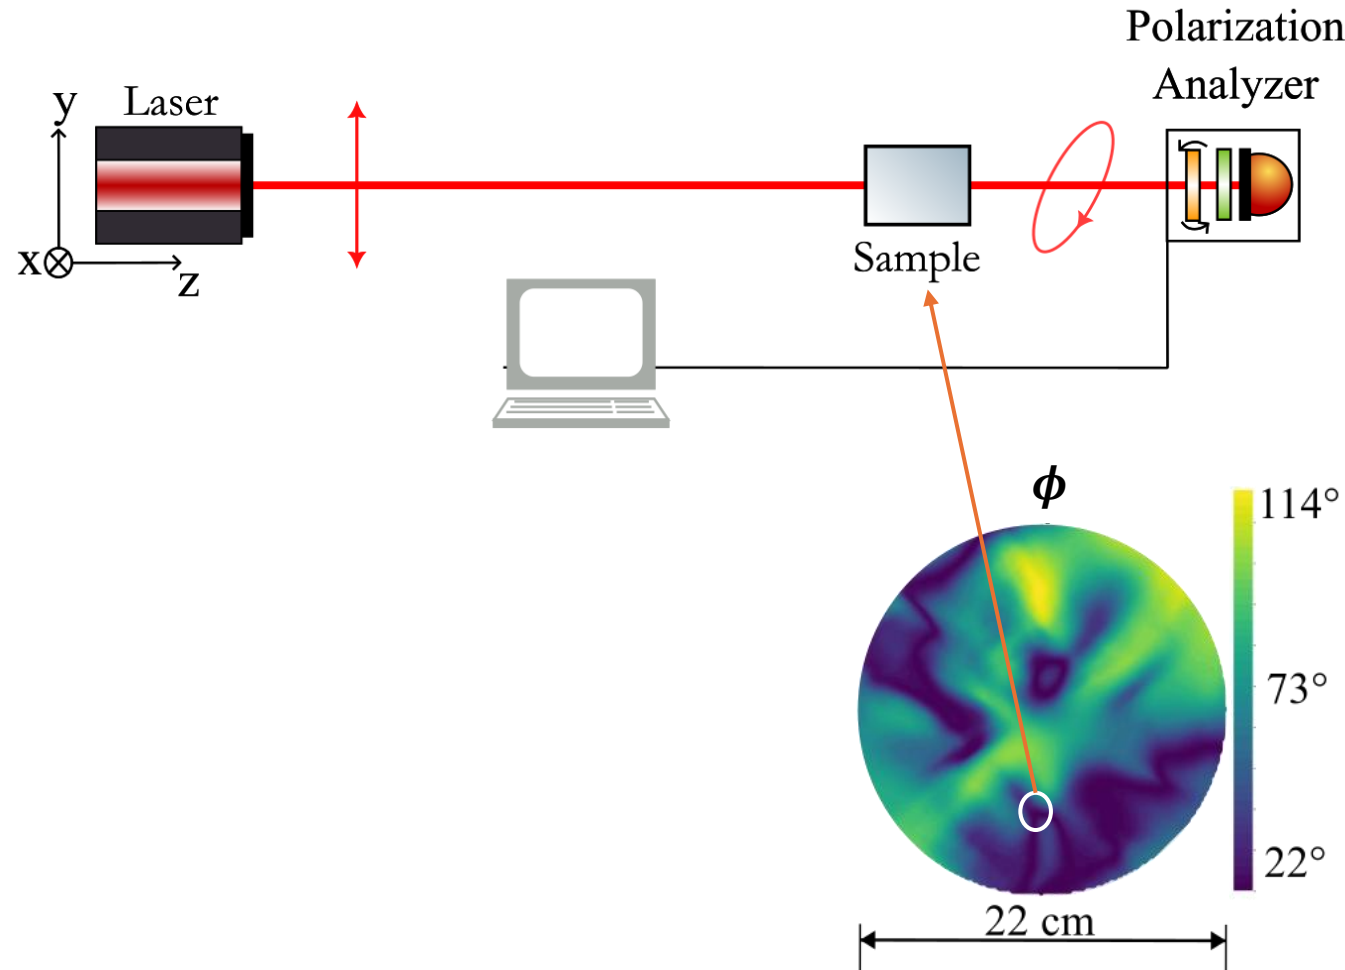 Polarization
Analyzer
y
Laser
x
z
Sample
ϕ
114°
73°
22°
22 cm